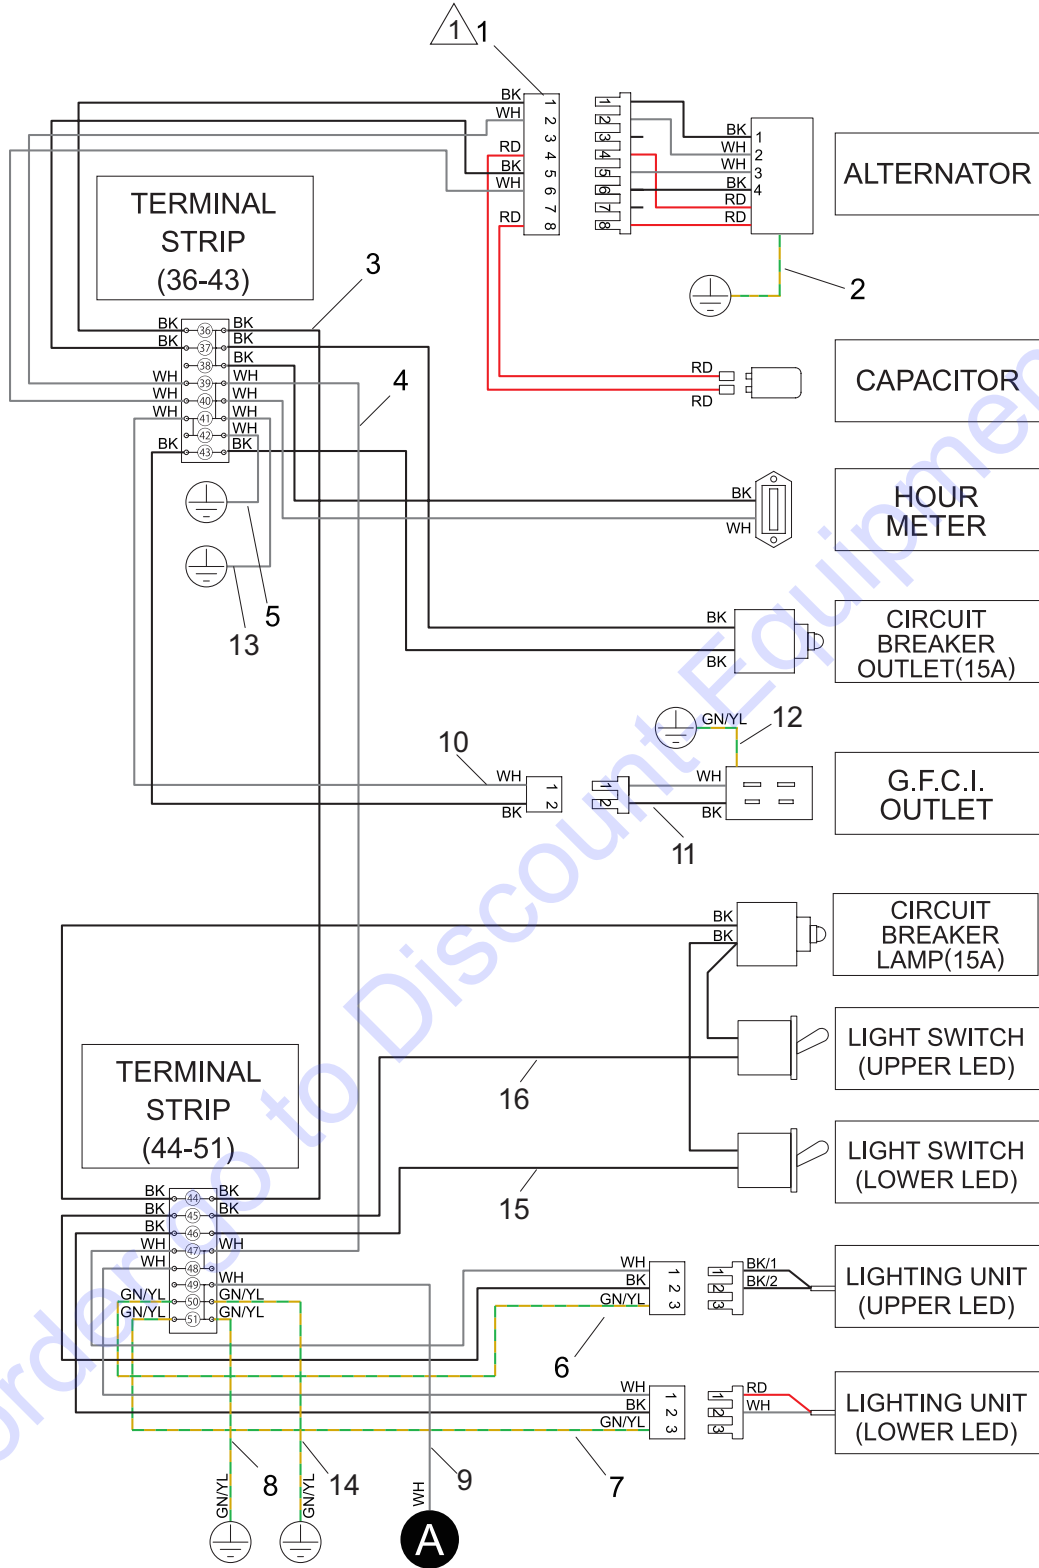 1 1
BK
WH
RD
BK
WH
RD
1 2 3 4 5 6 7 8
1 2 3 4 5 6 7 8
BK
WH
WH
BK
RD
RD
1
2
3
4
ALTERNATOR
2
TERMINAL
STRIP
(36-43)
3
BK 36 BK
BK 37 BK
38 BK
WH 39 WH
WH 40
WH 41
42 WH
BK 43 BK
4
5
13
RD
RD
CAPACITOR
BK
WH
HOUR
METER
BK
BK
CIRCUIT
BREAKER
OUTLET(15A)
GN/YL 12
10
WH
BK
1 2
1 2
WH
BK
11
G.F.C.I.
OUTLET
BK
BK
CIRCUIT
BREAKER
LAMP(15A)
LIGHT SWITCH
(UPPER LED)
16
LIGHT SWITCH
(LOWER LED)
15
TERMINAL
STRIP
(44-51)
BK 44 BK
BK 45 BK
BK 46
WH 47 WH
WH 48
49 WH
GN/YL 50 GN/YL
GN/YL 51 GN/YL
WH
BK
GN/YL
1 2 3
1 2 3
BK/1
BK/2
LIGHTING UNIT
(UPPER LED)
6
WH
BK
GN/YL
1 2 3
1 2 3
RD
WH
LIGHTING UNIT
(LOWER LED)
7
8
14
9
GN/YL
GN/YL
WH
A
order go to Discount-Equipmen